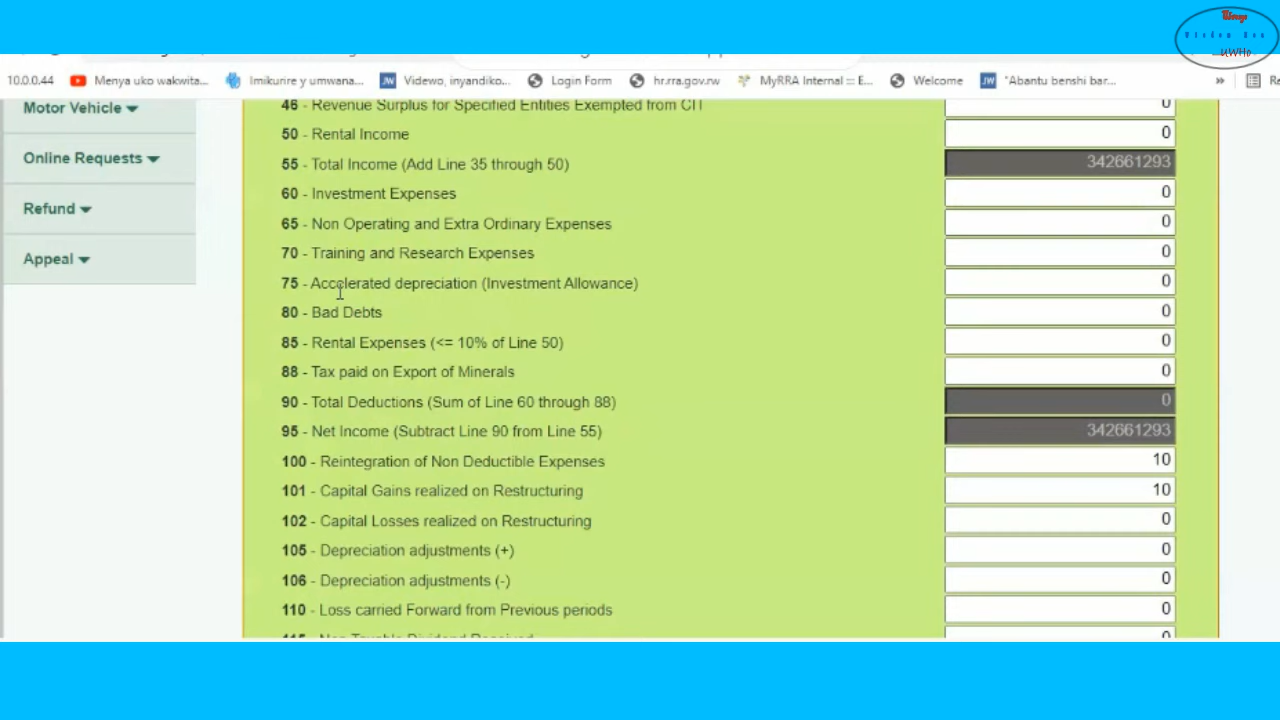 UWHO
10.0.0.44 Menya uko wakwita... Imikurire y umwana... Videwo, inyandiko... Login Form hr.rra.gov.rw MyRRA Internal :: E... Welcome "Abantu benshi bar... »
Motor Vehicle
Online Requests
Refund
Appeal
46 - Revenue Surplus for Specified Entities Exempted from CIT 0
50 - Rental Income 0
55 - Total Income (Add Line 35 through 50) 342661293
60 - Investment Expenses 0
65 - Non Operating and Extra Ordinary Expenses 0
70 - Training and Research Expenses 0
75 - Accelerated depreciation (Investment Allowance) 0
80 - Bad Debts 0
85 - Rental Expenses (<= 10% of Line 50) 0
88 - Tax paid on Export of Minerals 0
90 - Total Deductions (Sum of Line 60 through 88) 0
95 - Net Income (Subtract Line 90 from Line 55) 342661293
100 - Reintegration of Non Deductible Expenses 10
101 - Capital Gains realized on Restructuring 10
102 - Capital Losses realized on Restructuring 0
105 - Depreciation adjustments (+) 0
106 - Depreciation adjustments (-) 0
110 - Loss carried Forward from Previous periods 0
115 - Non Taxable Dividend Received 0